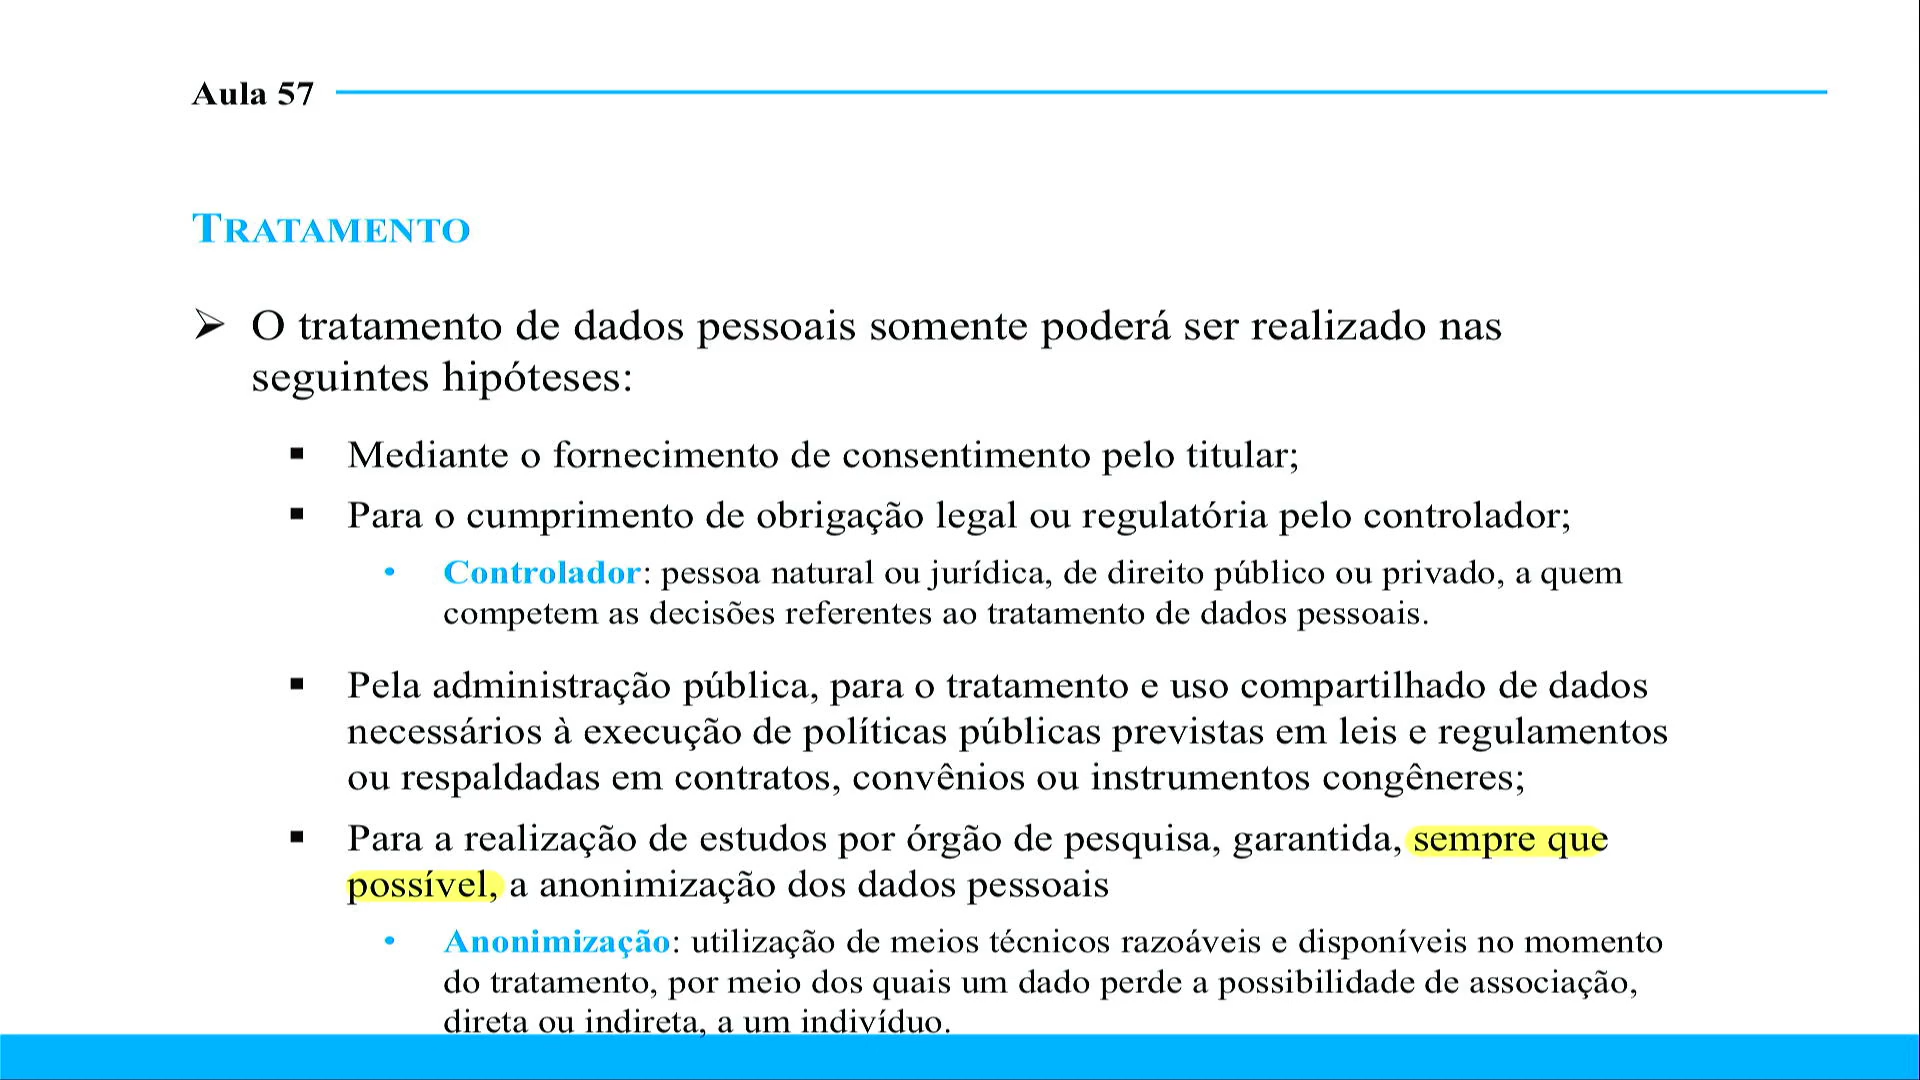 Aula 57
TRATAMENTO
➢ O tratamento de dados pessoais somente poderá ser realizado nas
seguintes hipóteses:
▪ Mediante o fornecimento de consentimento pelo titular;
▪ Para o cumprimento de obrigação legal ou regulatória pelo controlador;
• Controlador: pessoa natural ou jurídica, de direito público ou privado, a quem
competem as decisões referentes ao tratamento de dados pessoais.
▪ Pela administração pública, para o tratamento e uso compartilhado de dados
necessários à execução de políticas públicas previstas em leis e regulamentos
ou respaldadas em contratos, convênios ou instrumentos congêneres;
▪ Para a realização de estudos por órgão de pesquisa, garantida, sempre que
possível, a anonimização dos dados pessoais
• Anonimização: utilização de meios técnicos razoáveis e disponíveis no momento
do tratamento, por meio dos quais um dado perde a possibilidade de associação,
direta ou indireta, a um indivíduo.